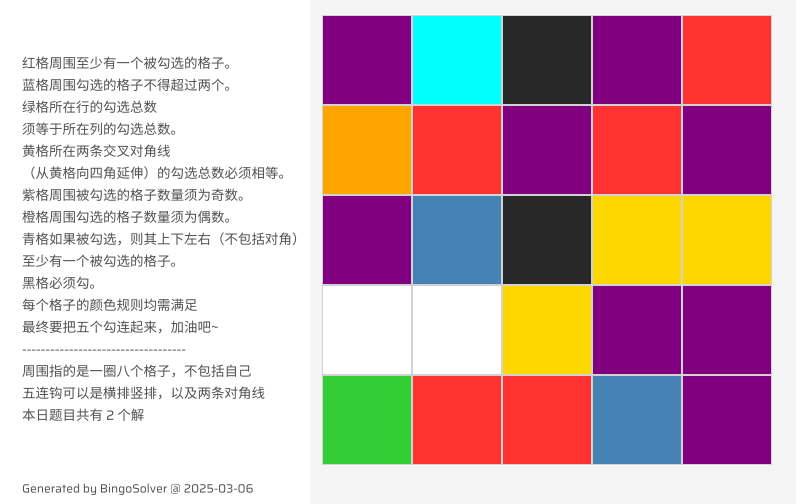 红格周围至少有一个被勾选的格子。
蓝格周围勾选的格子不得超过两个。
绿格所在行的勾选总数
须等于所在列的勾选总数。
黄格所在两条交叉对角线
（从黄格向四角延伸）的勾选总数必须相等。
紫格周围被勾选的格子数量须为奇数。
橙格周围勾选的格子数量须为偶数。
青格如果被勾选，则其上下左右（不包括对角）
至少有一个被勾选的格子。
黑格必须勾。
每个格子的颜色规则均需满足
最终要把五个勾连起来，加油吧~
---------------------------------
周围指的是一圈八个格子，不包括自己
五连钩可以是横排竖排，以及两条对角线
本日题目共有 2 个解
Generated by BingoSolver @ 2025-03-06